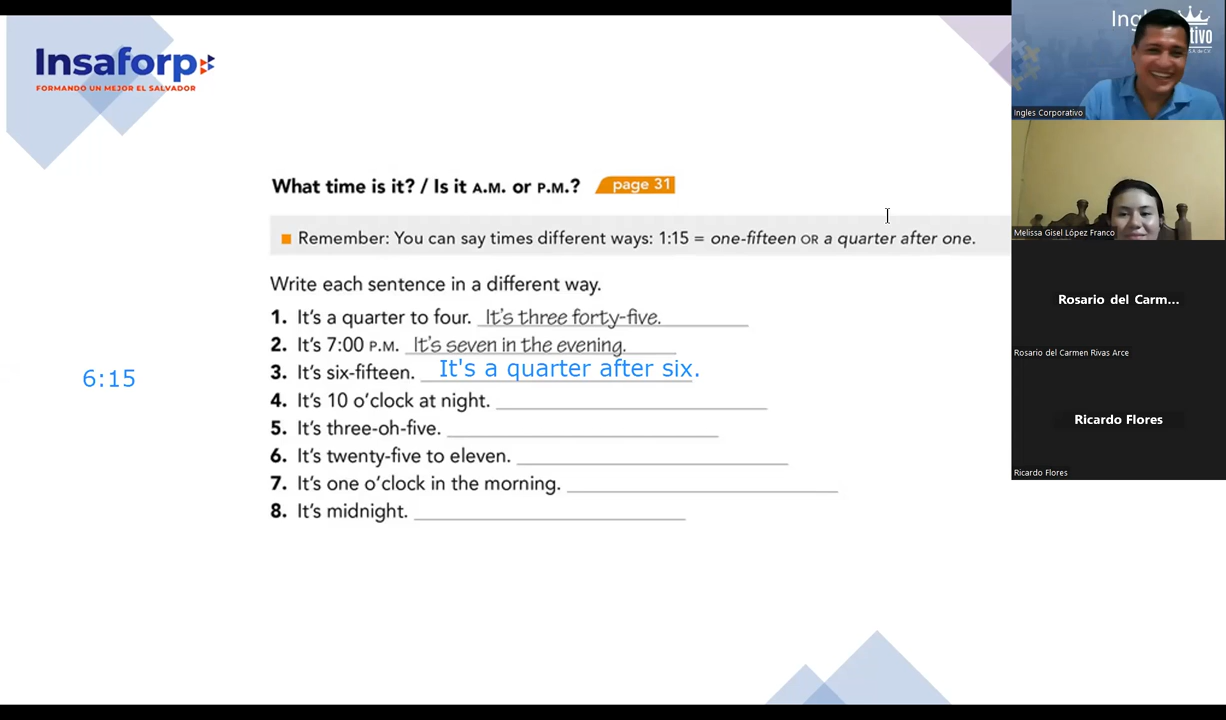 Insaforp
FORMANDO UN MEJOR EL SALVADOR
What time is it? / Is it A.M. or P.M.? page 31
Remember: You can say times different ways: 1:15 = one-fifteen OR a quarter after one.
Write each sentence in a different way.
1. It's a quarter to four. It's three forty-five.
2. It's 7:00 P.M. It's seven in the evening.
3. It's six-fifteen. It's a quarter after six.
6:15
4. It's 10 o'clock at night.
5. It's three-oh-five.
6. It's twenty-five to eleven.
7. It's one o'clock in the morning.
8. It's midnight.
Ingles Corporativo
Melissa Gisel López Franco
Rosario del Carm...
Rosario del Carmen Rivas Arce
Ricardo Flores
Ricardo Flores